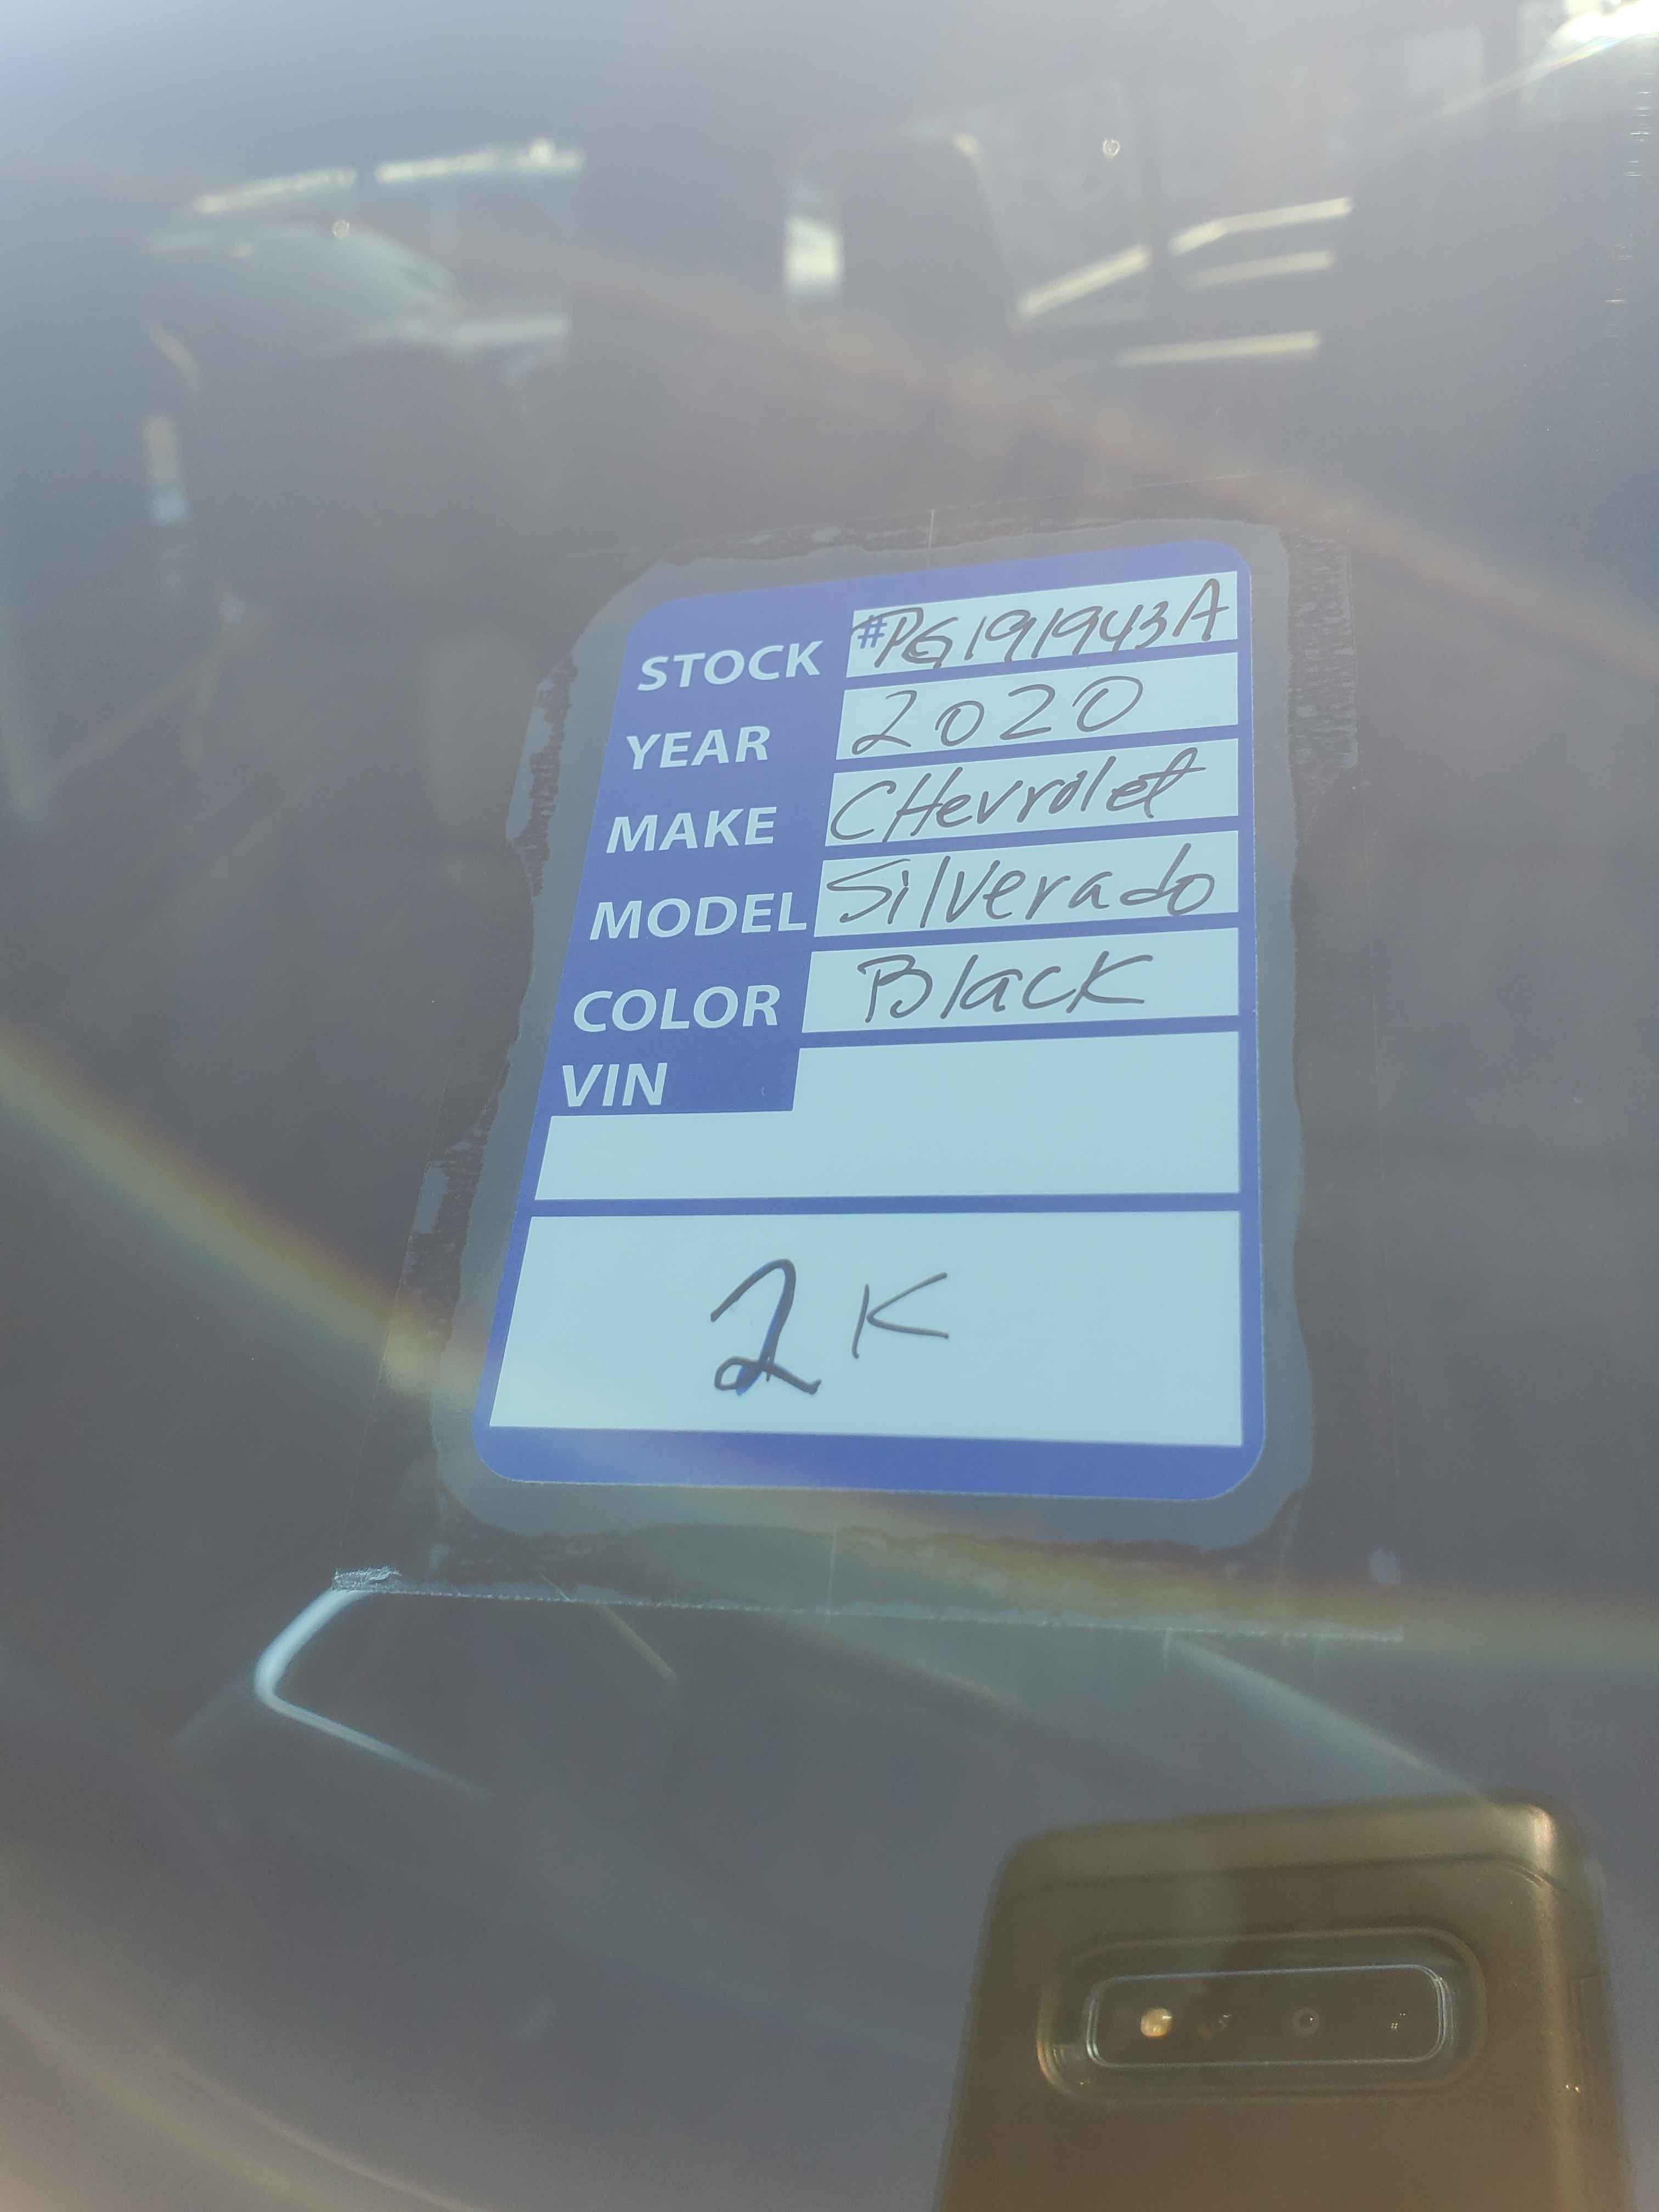 STOCK #PG191943A
YEAR 2020
MAKE CHevrolet
MODEL Silverado
COLOR Black
VIN
2K